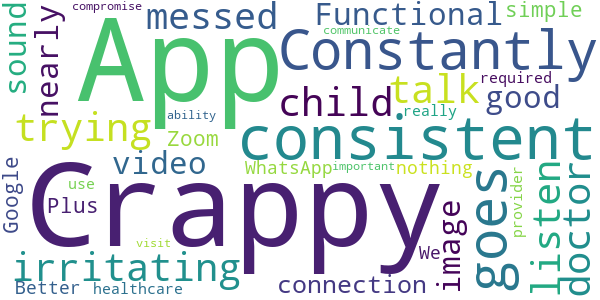 compromise
messed
Functional
simple
sound
nearly
App
communicate
Constantly
child
talk
required
good
really
trying
ability
consistent
Zoom
video
WhatsApp
important
nothing
Google
Crappy
goes
listen
doctor
provider
use
Plus
image
We
visit
irritating
connection
Better
healthcare